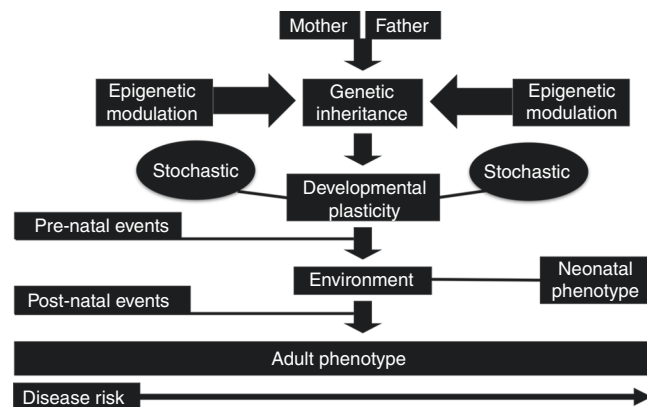 Mother Father
Epigenetic
modulation
Genetic
inheritance
Epigenetic
modulation
Stochastic
Stochastic
Developmental
plasticity
Pre-natal events
Environment
Neonatal
phenotype
Post-natal events
Adult phenotype
Disease risk